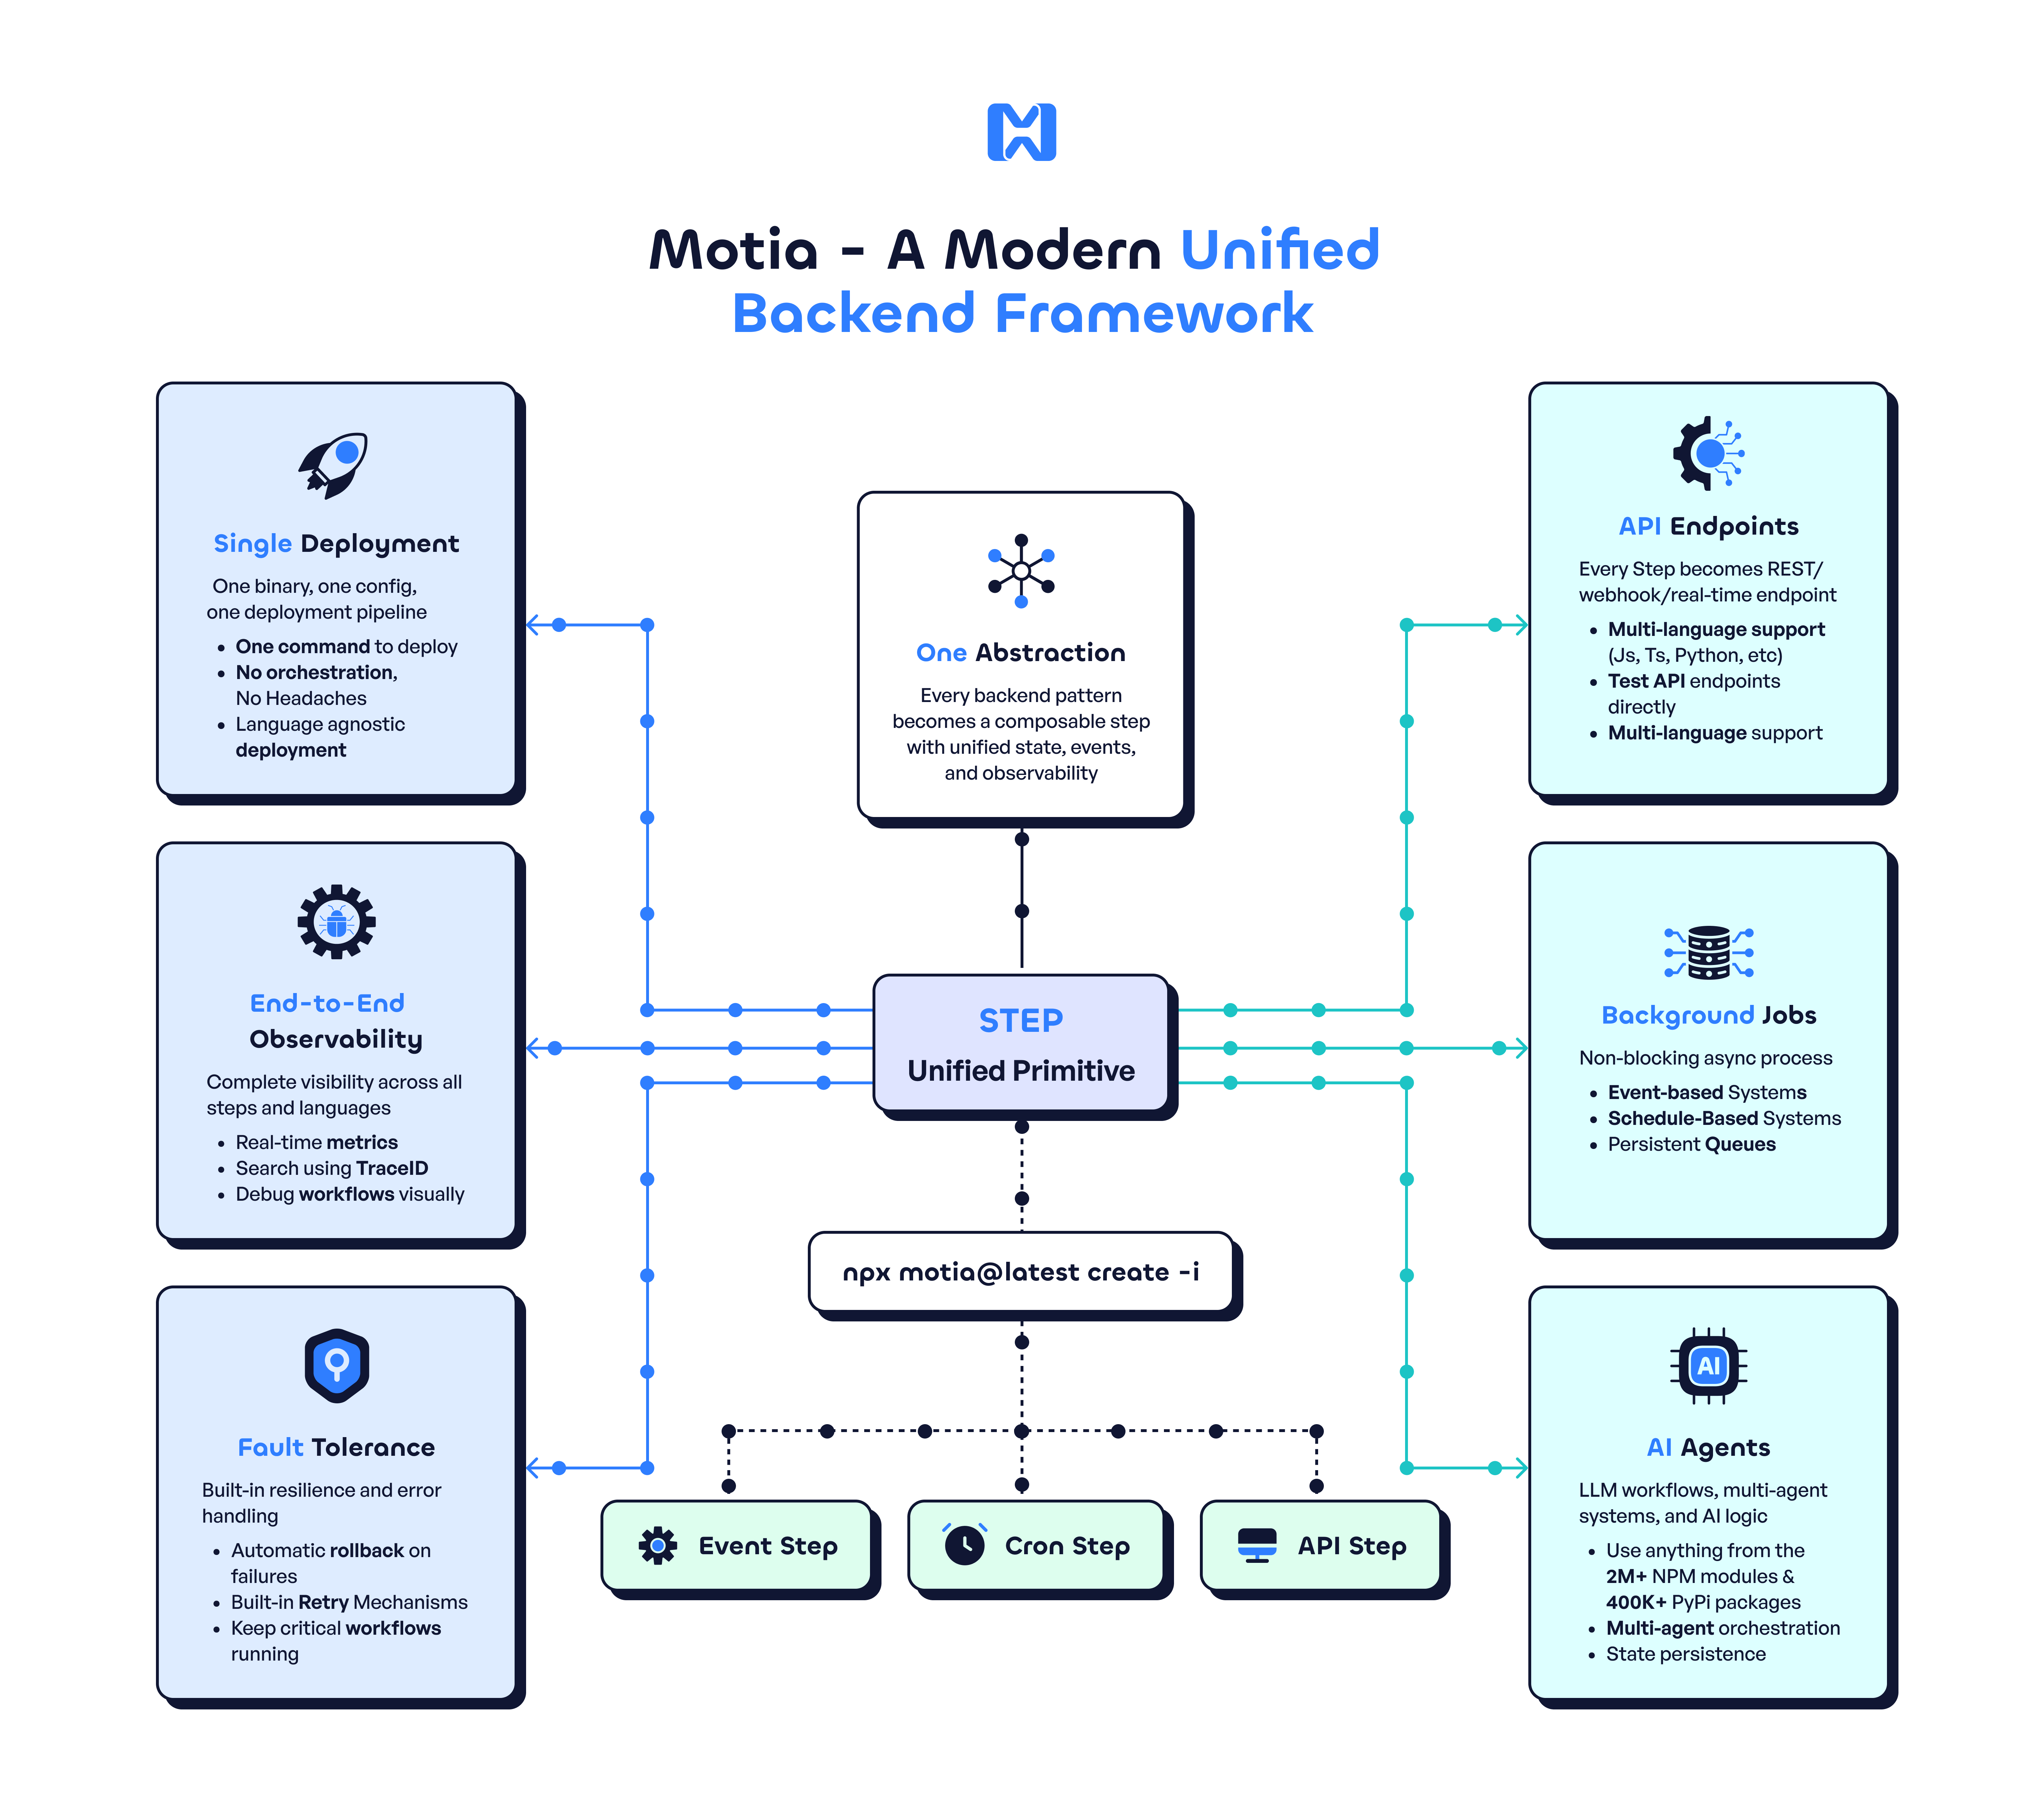 Motia - A Modern Unified
Backend Framework
Single Deployment
One binary, one config,
one deployment pipeline
• One command to deploy
• No orchestration,
No Headaches
• Language agnostic
deployment
End-to-End
Observability
Complete visibility across all
steps and languages
• Real-time metrics
• Search using TraceID
• Debug workflows visually
Fault Tolerance
Built-in resilience and error
handling
• Automatic rollback on
failures
• Built-in Retry Mechanisms
• Keep critical workflows
running
One Abstraction
Every backend pattern
becomes a composable step
with unified state, events,
and observability
STEP
Unified Primitive
npx motia@latest create -i
Event Step
Cron Step
API Step
API Endpoints
Every Step becomes REST/
webhook/real-time endpoint
• Multi-language support
(Js, Ts, Python, etc)
• Test API endpoints
directly
• Multi-language support
Background Jobs
Non-blocking async process
• Event-based Systems
• Schedule-Based Systems
• Persistent Queues
AI
AI Agents
LLM workflows, multi-agent
systems, and AI logic
• Use anything from the
2M+ NPM modules &
400K+ PyPi packages
• Multi-agent orchestration
• State persistence